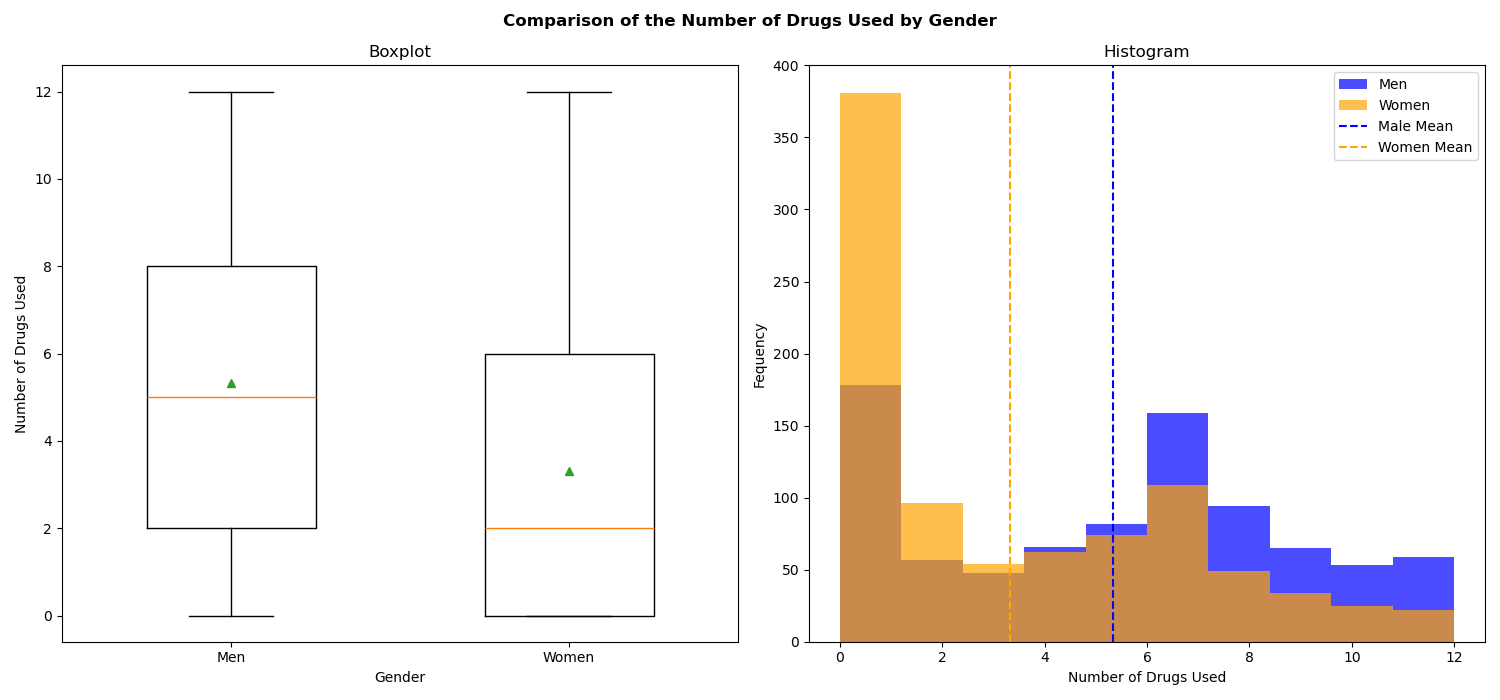 Comparison of the Number of Drugs Used by Gender
Boxplot
Number of Drugs Used
12
10
8
6
4
2
0
Men
Women
Gender
Histogram
Fequency
400
350
300
250
200
150
100
50
0
Men
Women
Male Mean
Women Mean
0
2
4
6
8
10
12
Number of Drugs Used